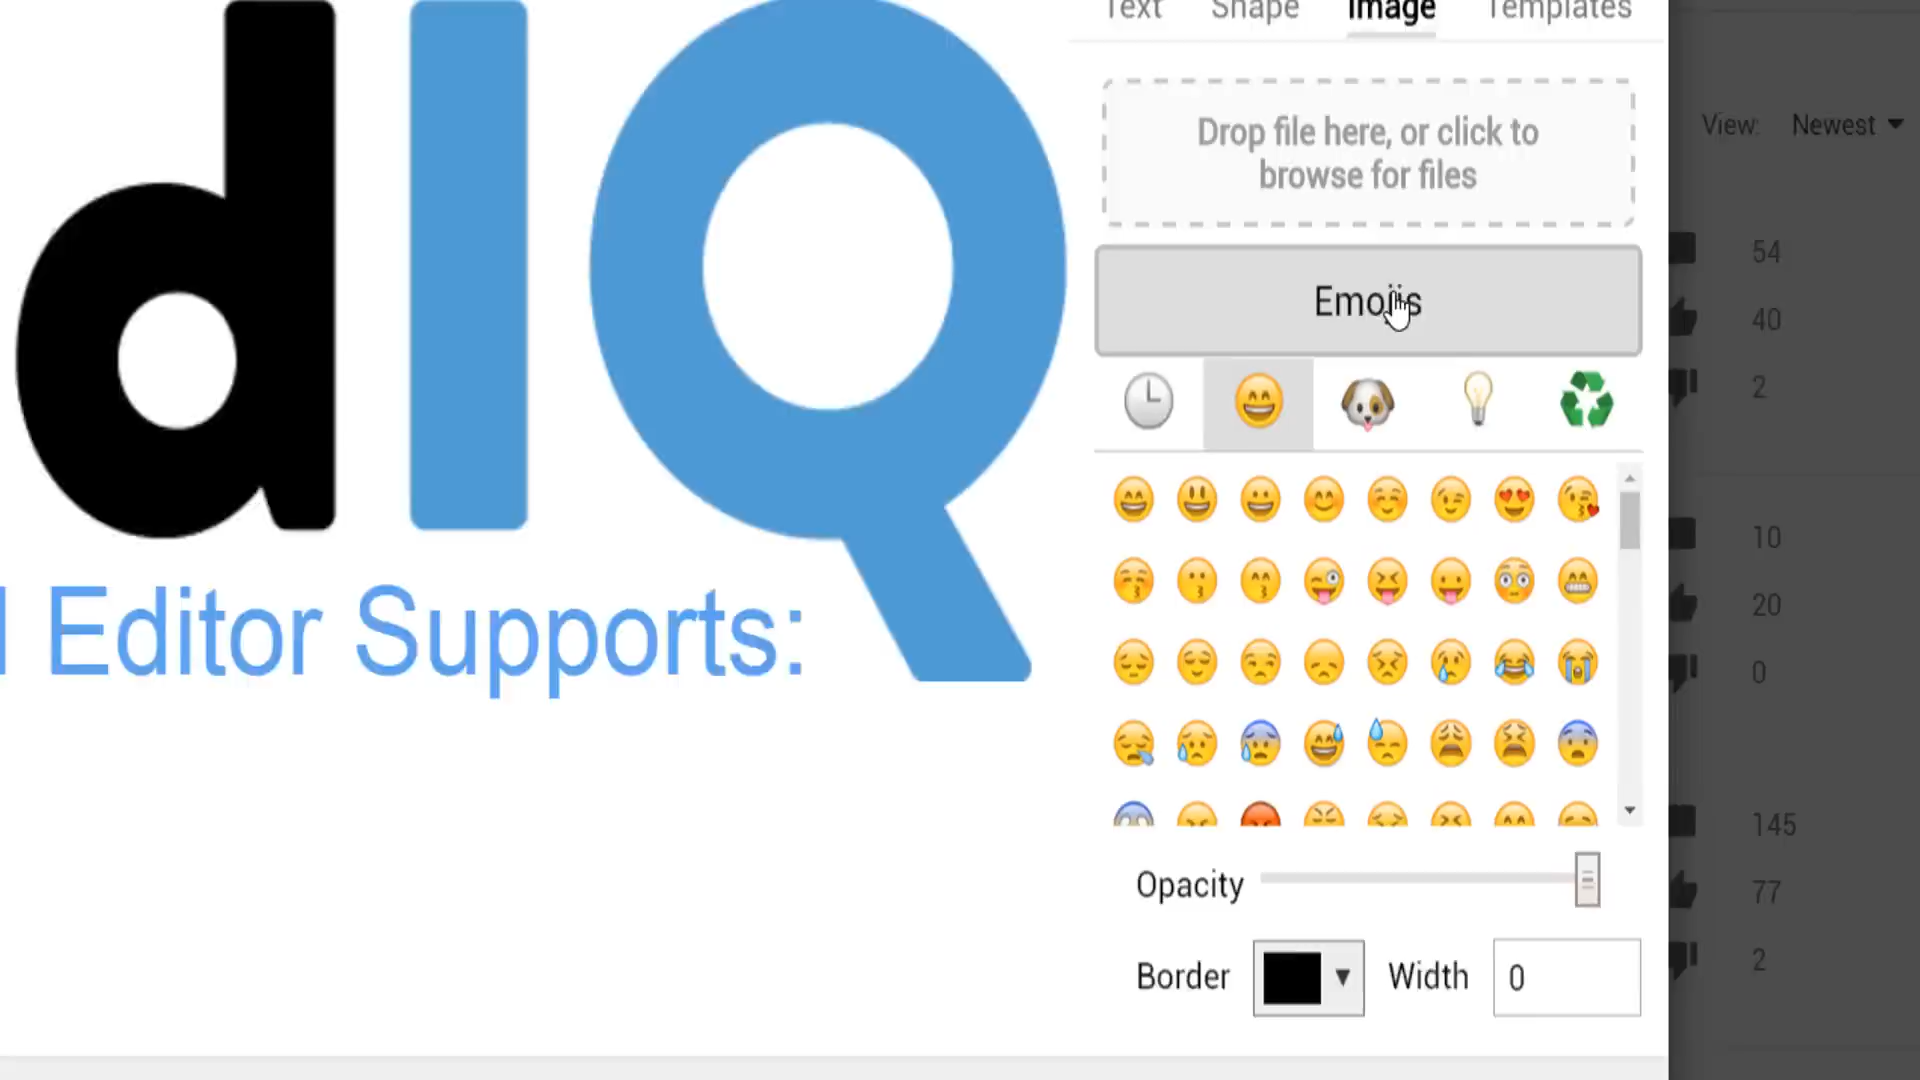 dIQ
Editor Supports:
Text Shape Image Templates
Drop file here, or click to
browse for files
Emojis
Opacity
Border
Width 0
View: Newest
54
40
2
10
20
0
145
77
2